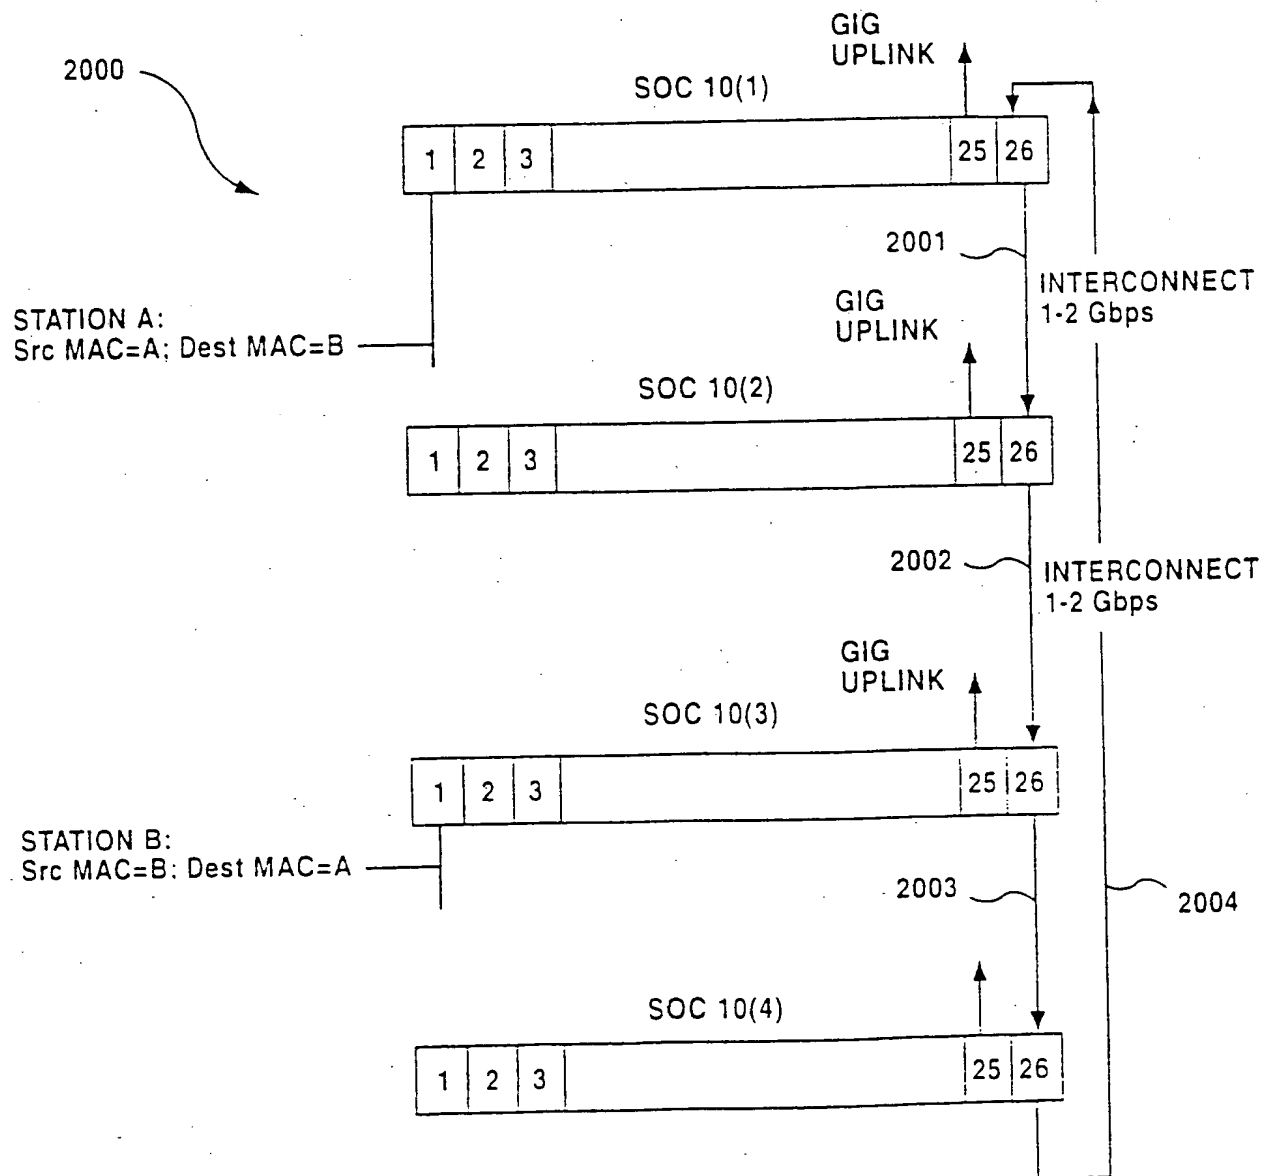 GIG
UPLINK
2000
SOC 10(1)
1 2 3 25 26
2001
INTERCONNECT
1-2 Gbps
GIG
UPLINK
STATION A:
Src MAC=A; Dest MAC=B
SOC 10(2)
1 2 3 25 26
2002
INTERCONNECT
1-2 Gbps
GIG
UPLINK
SOC 10(3)
1 2 3 25 26
STATION B:
Src MAC=B; Dest MAC=A
2003
2004
SOC 10(4)
1 2 3 25 26